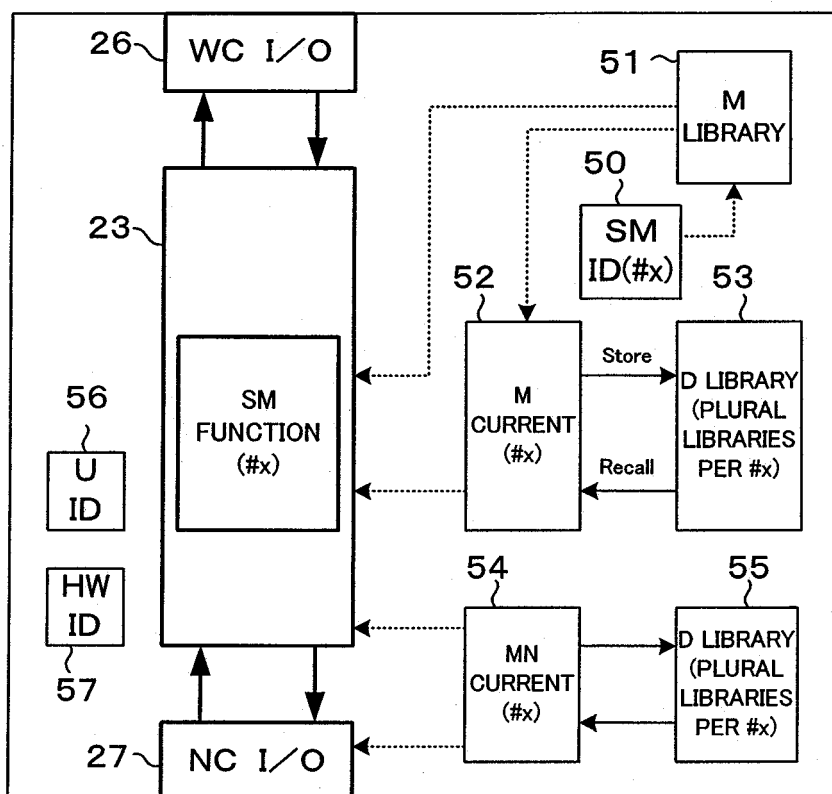 26
WC I/O
51
M
LIBRARY
50
SM
ID(#x)
23
52
53
SM
FUNCTION
(#x)
M
CURRENT
(#x)
Store
Recall
D LIBRARY
(PLURAL
LIBRARIES
PER #x)
56
U
ID
HW
ID
57
54
55
MN
CURRENT
(#x)
D LIBRARY
(PLURAL
LIBRARIES
PER #x)
27
NC I/O